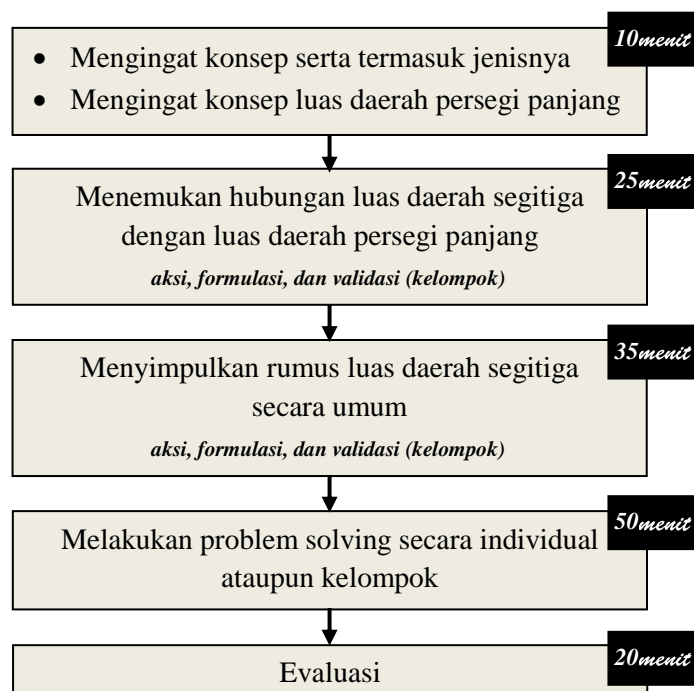 10menit
• Mengingat konsep serta termasuk jenisnya
• Mengingat konsep luas daerah persegi panjang
25menit
Menemukan hubungan luas daerah segitiga
dengan luas daerah persegi panjang
aksi, formulasi, dan validasi (kelompok)
35menit
Menyimpulkan rumus luas daerah segitiga
secara umum
aksi, formulasi, dan validasi (kelompok)
50menit
Melakukan problem solving secara individual
ataupun kelompok
20menit
Evaluasi